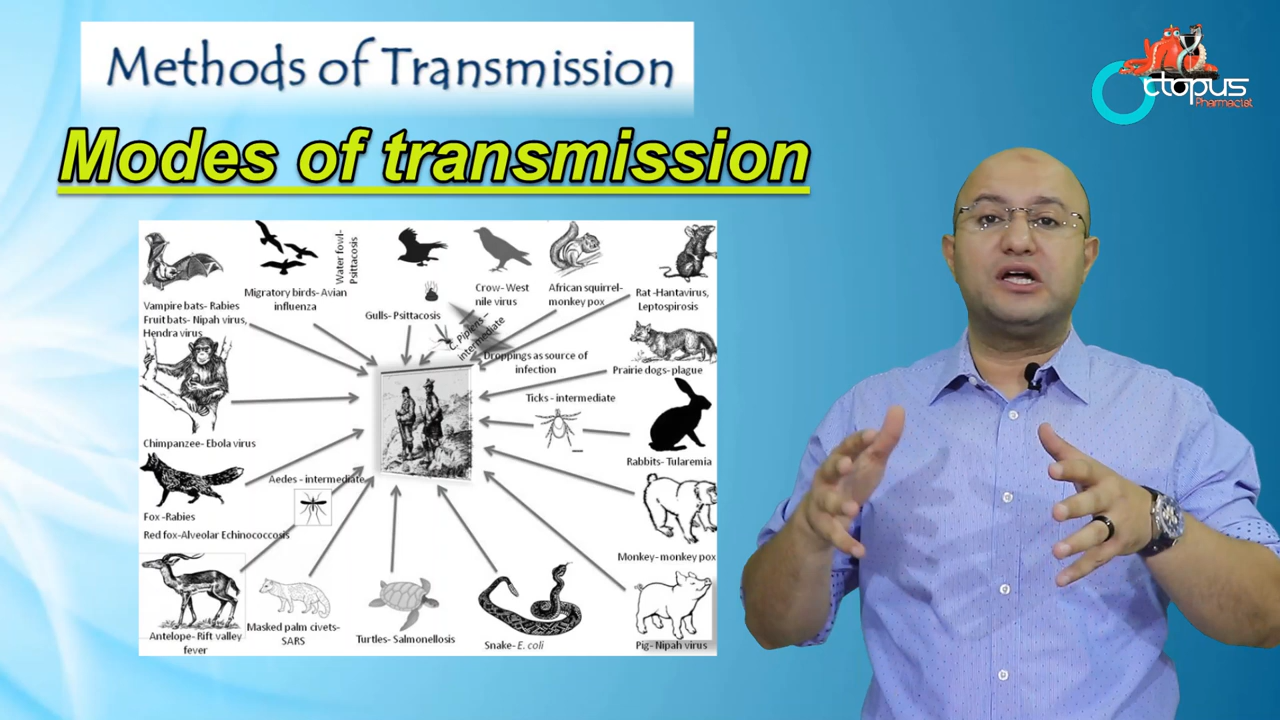 Methods of Transmission
ctopus
Pharmacist
Modes of transmission
Vampire bats- Rabies
Fruit bats- Nipah virus,
Hendra virus
Migratory birds- Avian
influenza
Water fowl-
Psittacosis
Gulls- Psittacosis
Crow- West
nile virus
African squirrel-
monkey pox
Rat -Hantavirus,
Leptospirosis
C. Pipiens –
intermediate
Droppings as source of
infection
Prairie dogs- plague
Ticks - intermediate
Chimpanzee- Ebola virus
Rabbits- Tularemia
Aedes - intermediate
Fox -Rabies
Red fox-Alveolar Echinococcosis
Monkey- monkey pox
Antelope- Rift valley
fever
Masked palm civets-
SARS
Turtles- Salmonellosis
Snake- E. coli
Pig- Nipah virus